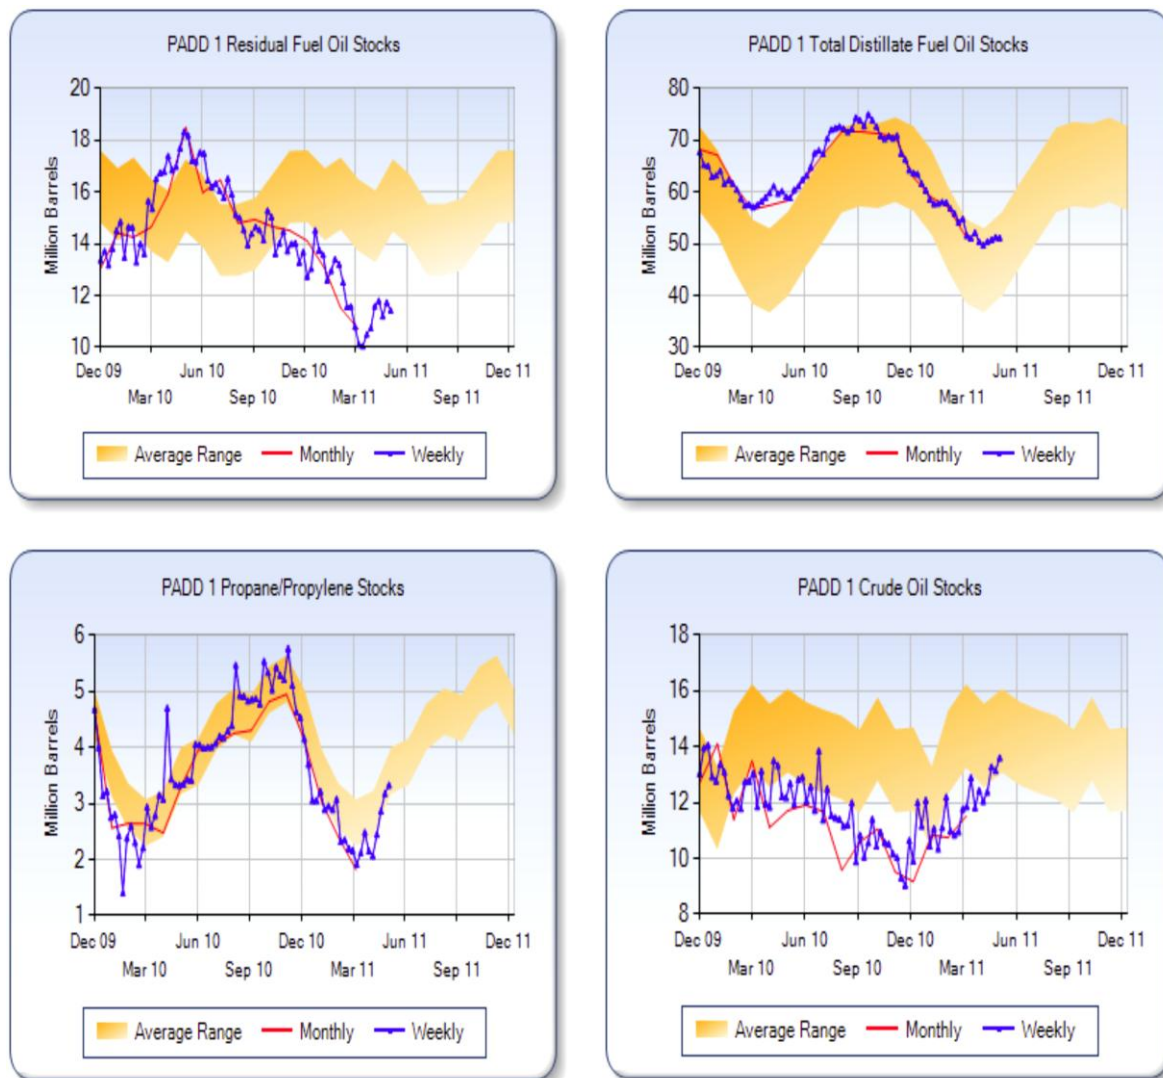 PADD 1 Residual Fuel Oil Stocks
Million Barrels
20
18
16
14
12
10
Dec 09 Jun 10 Dec 10 Jun 11 Dec 11
Mar 10 Sep 10 Mar 11 Sep 11
Average Range Monthly Weekly
PADD 1 Total Distillate Fuel Oil Stocks
Million Barrels
80
70
60
50
40
30
Dec 09 Jun 10 Dec 10 Jun 11 Dec 11
Mar 10 Sep 10 Mar 11 Sep 11
Average Range Monthly Weekly
PADD 1 Propane/Propylene Stocks
Million Barrels
6
5
4
3
2
1
Dec 09 Jun 10 Dec 10 Jun 11 Dec 11
Mar 10 Sep 10 Mar 11 Sep 11
Average Range Monthly Weekly
PADD 1 Crude Oil Stocks
Million Barrels
18
16
14
12
10
8
Dec 09 Jun 10 Dec 10 Jun 11 Dec 11
Mar 10 Sep 10 Mar 11 Sep 11
Average Range Monthly Weekly